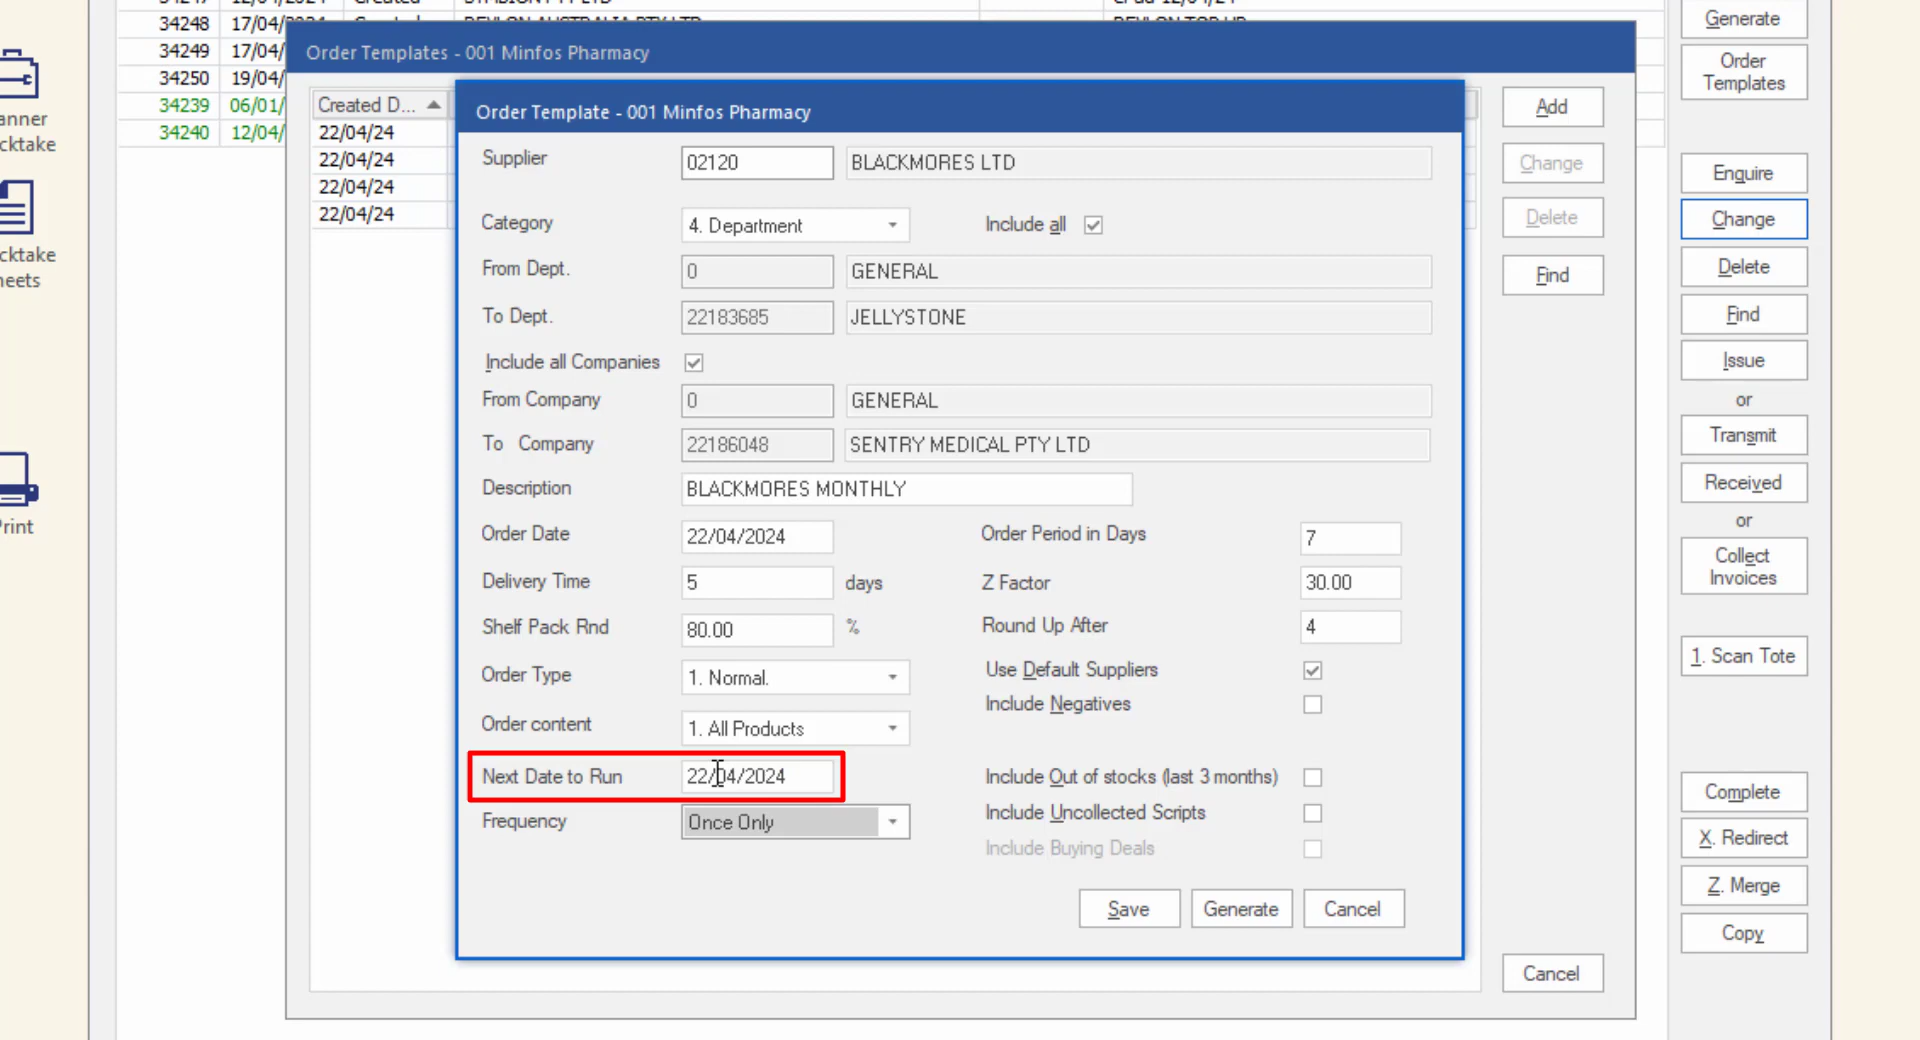 34248 17/04/
34249 17/04/
34250 19/04/
34239 06/01/
34240 12/04/
Generate
Order
Templates
Enquire
Change
Delete
Find
Issue
or
Transmit
Received
or
Collect
Invoices
1. Scan Tote
Complete
X. Redirect
Z. Merge
Copy
anner
cktake
cktake
eets
Print
Order Templates - 001 Minfos Pharmacy
Created D...
22/04/24
22/04/24
22/04/24
22/04/24
Add
Change
Delete
Find
Cancel
Order Template - 001 Minfos Pharmacy
Supplier 02120 BLACKMORES LTD
Category 4. Department Include all
From Dept. 0 GENERAL
To Dept. 22183685 JELLYSTONE
Include all Companies
From Company 0 GENERAL
To Company 22186048 SENTRY MEDICAL PTY LTD
Description BLACKMORES MONTHLY
Order Date 22/04/2024 Order Period in Days 7
Delivery Time 5 days Z Factor 30.00
Shelf Pack Rnd 80.00 % Round Up After 4
Order Type 1. Normal. Use Default Suppliers
Include Negatives
Order content 1. All Products
Next Date to Run 22/04/2024 Include Out of stocks (last 3 months)
Frequency Once Only Include Uncollected Scripts
Include Buying Deals
Save Generate Cancel